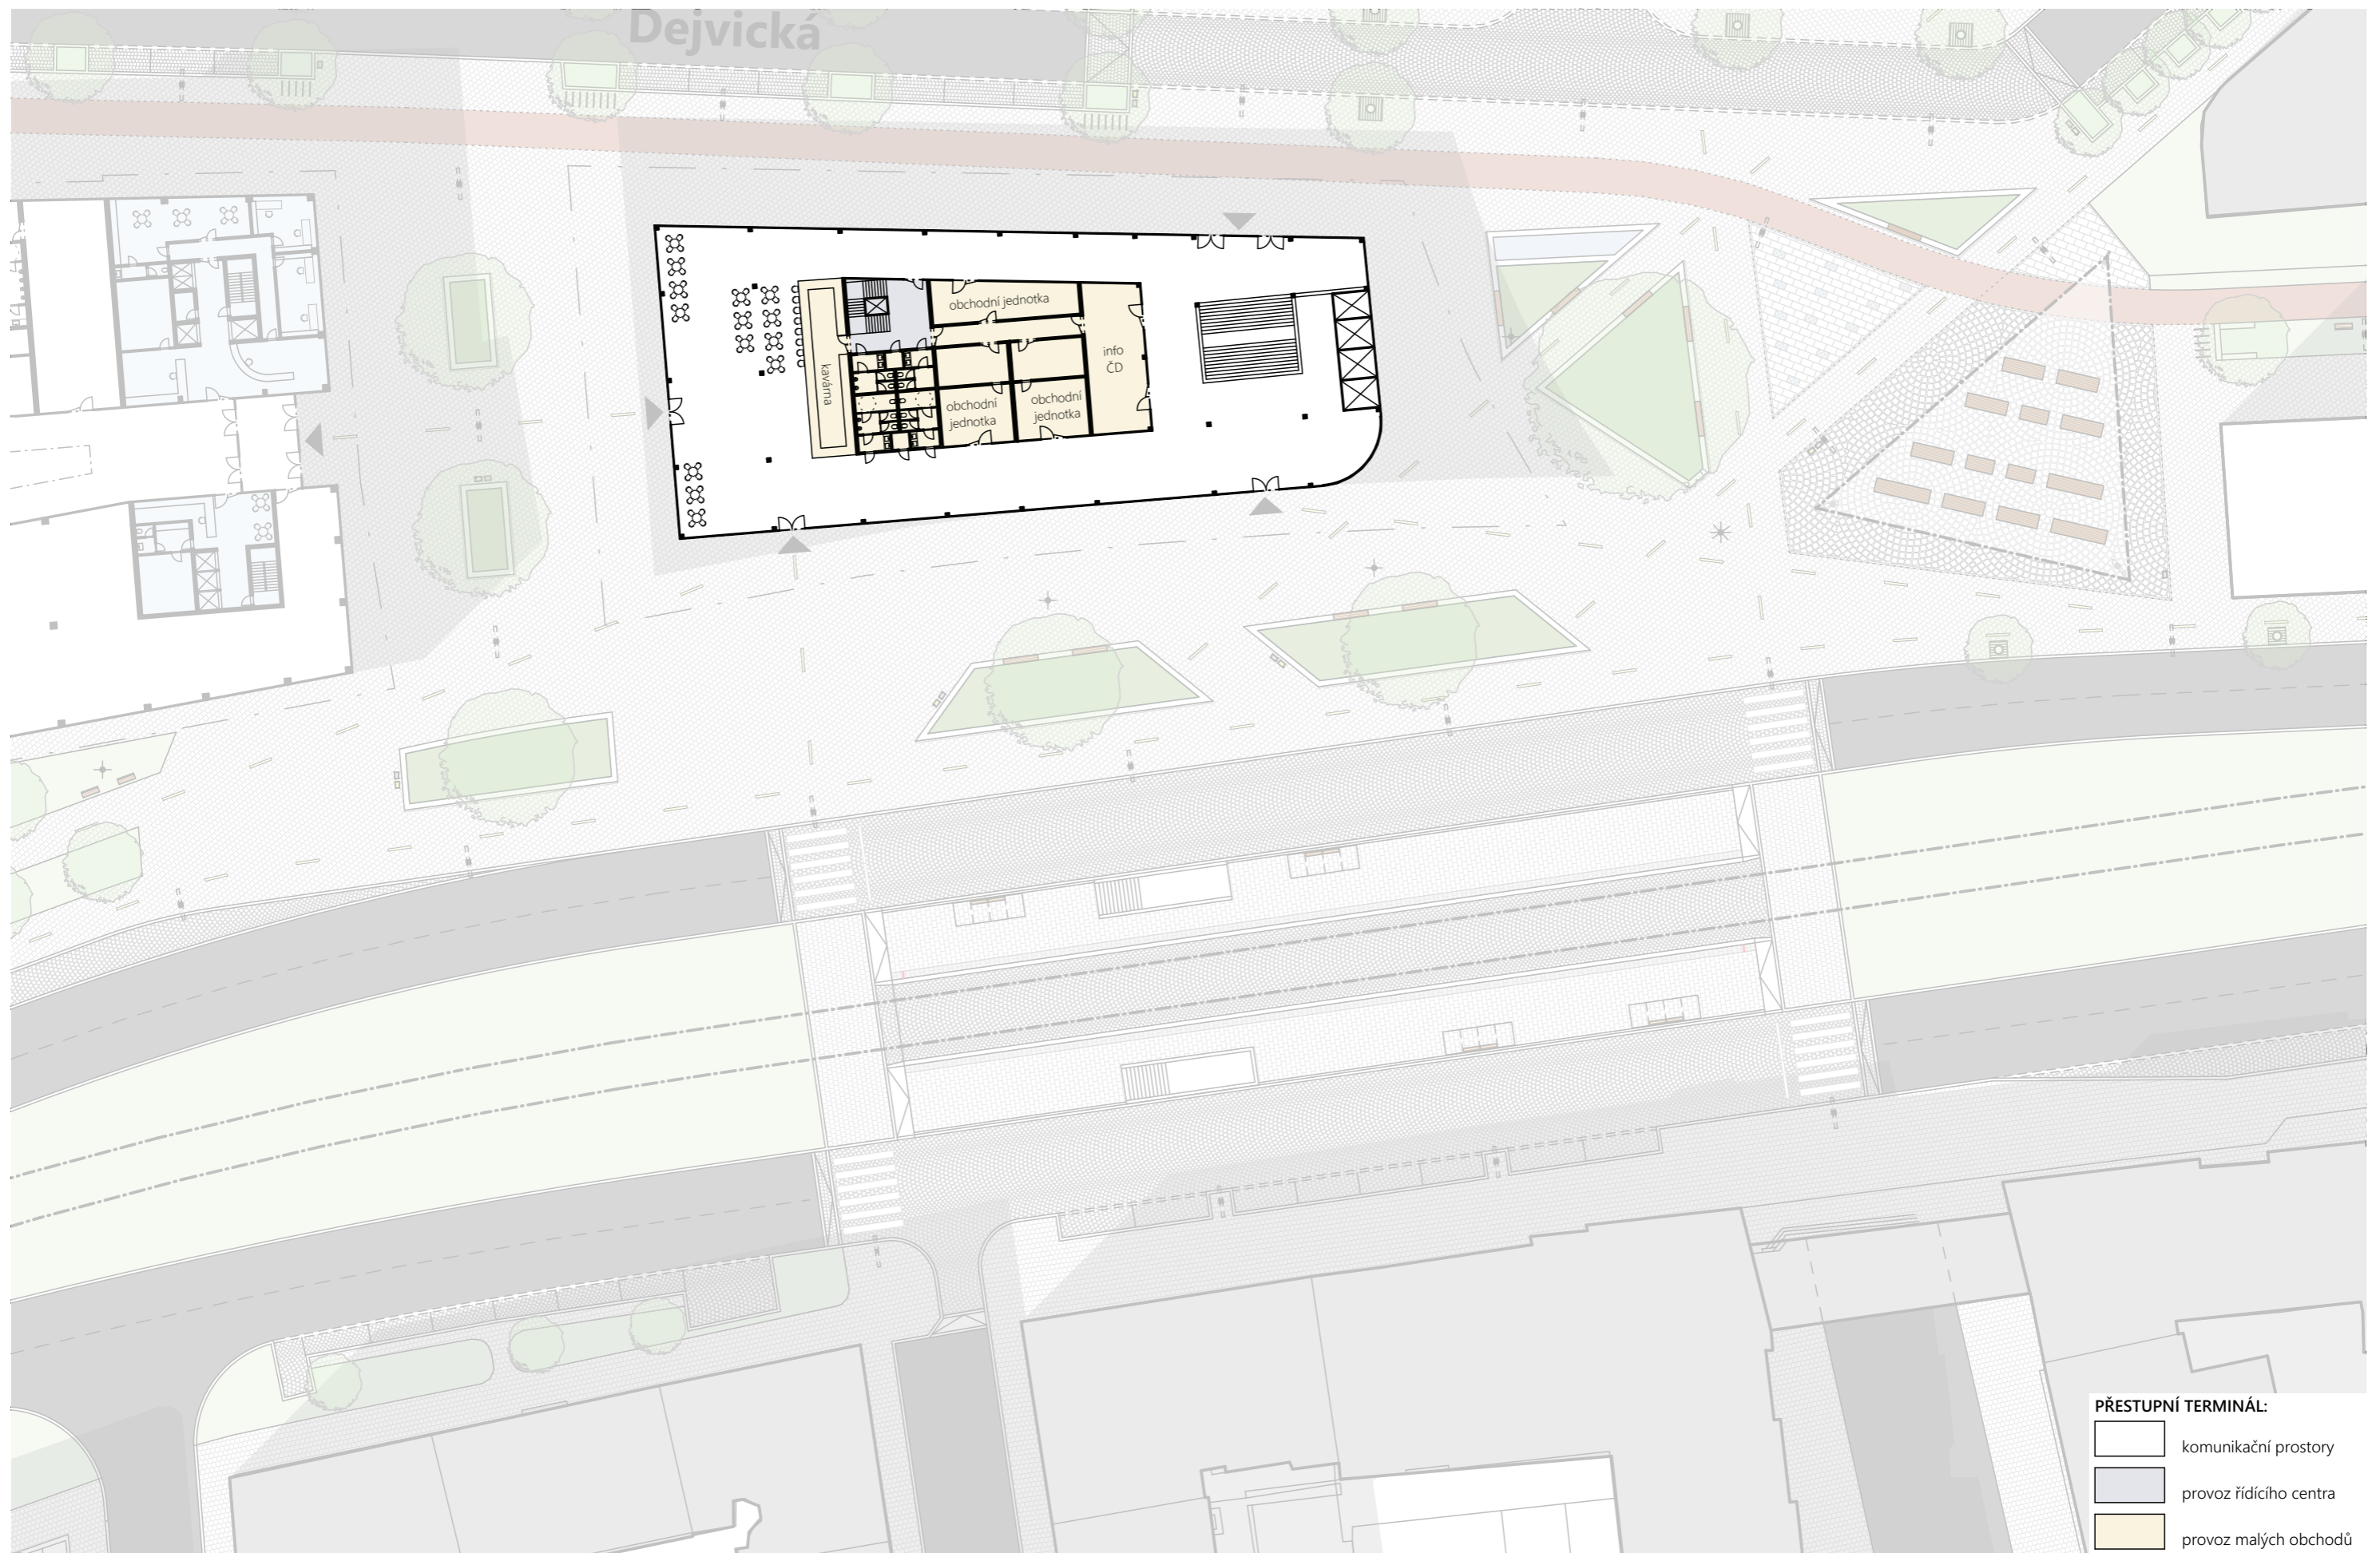 Dejvická
obchodní jednotka
info
ČD
kavárna
obchodní
jednotka
obchodní
jednotka
PŘESTUPNÍ TERMINÁL:
komunikační prostory
provoz řídícího centra
provoz malých obchodů